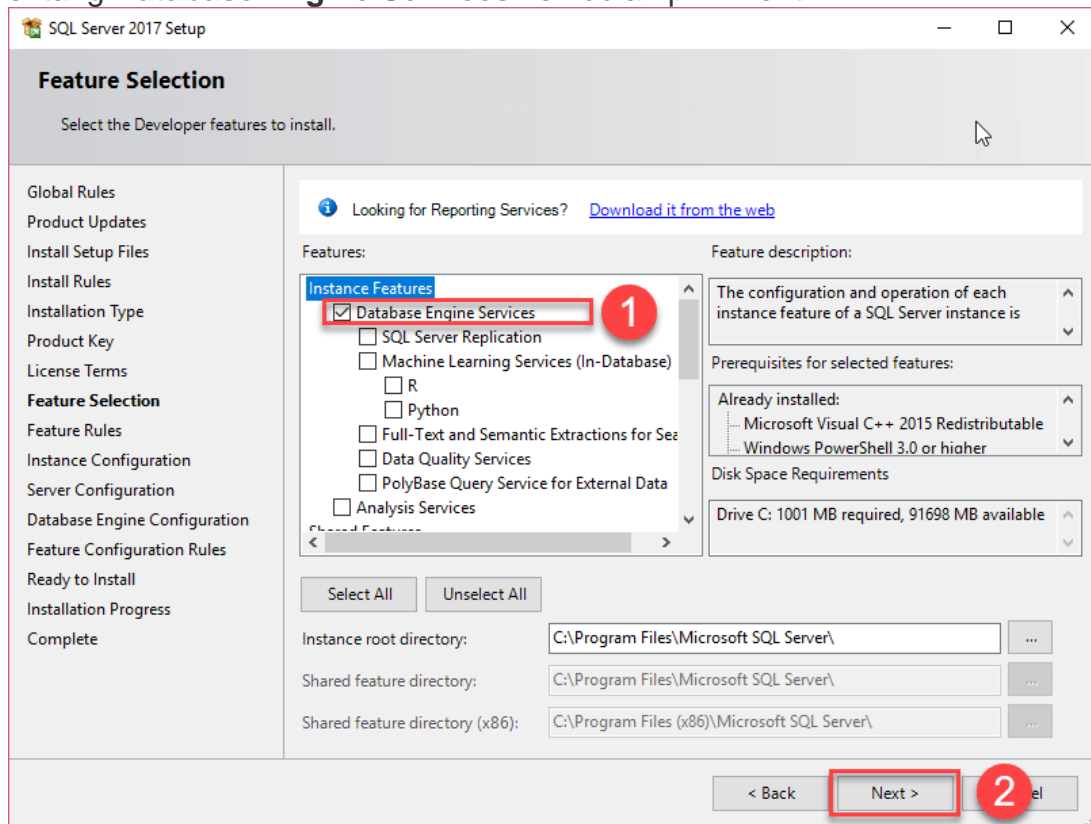 SQL Server 2017 Setup
Feature Selection
Select the Developer features to install.
Global Rules
Product Updates
Install Setup Files
Install Rules
Installation Type
Product Key
License Terms
Feature Selection
Feature Rules
Instance Configuration
Server Configuration
Database Engine Configuration
Feature Configuration Rules
Ready to Install
Installation Progress
Complete
Looking for Reporting Services? Download it from the web
Features:
Instance Features
Database Engine Services
1
SQL Server Replication
Machine Learning Services (In-Database)
R
Python
Full-Text and Semantic Extractions for Sea
Data Quality Services
PolyBase Query Service for External Data
Analysis Services
Shared Features
Feature description:
The configuration and operation of each
instance feature of a SQL Server instance is
Prerequisites for selected features:
Already installed:
Microsoft Visual C++ 2015 Redistributable
Windows PowerShell 3.0 or higher
Disk Space Requirements
Drive C: 1001 MB required, 91698 MB available
Select All
Unselect All
Instance root directory: C:\Program Files\Microsoft SQL Server\ ...
Shared feature directory: C:\Program Files\Microsoft SQL Server\ ...
Shared feature directory (x86): C:\Program Files (x86)\Microsoft SQL Server\ ...
< Back
Next >
2
el